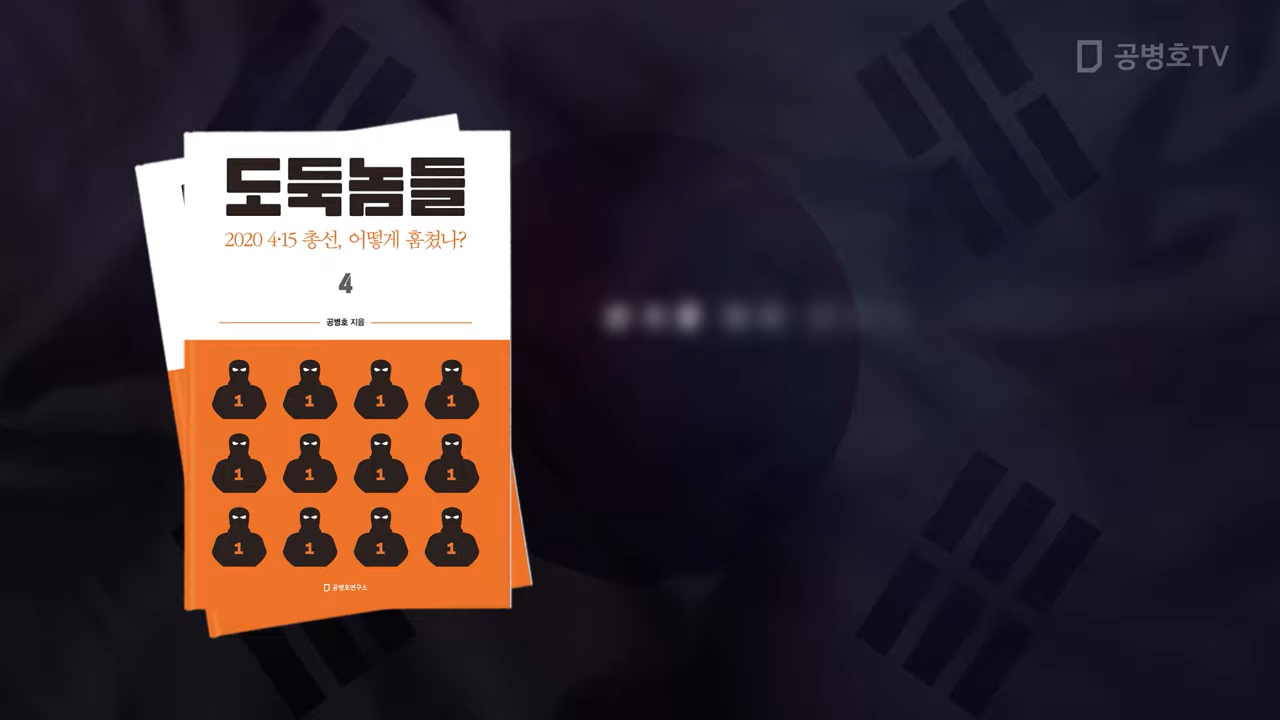 공병호TV
도둑놈들
2020 4·15 총선, 어떻게 훔쳤나?
4
공병호 지음
1 1 1 1
1 1 1 1
1 1 1 1
공병호연구소